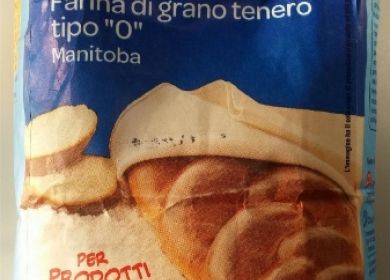 Farina di grano tenero
tipo "0"
Manitoba
PER
PRODOTTI